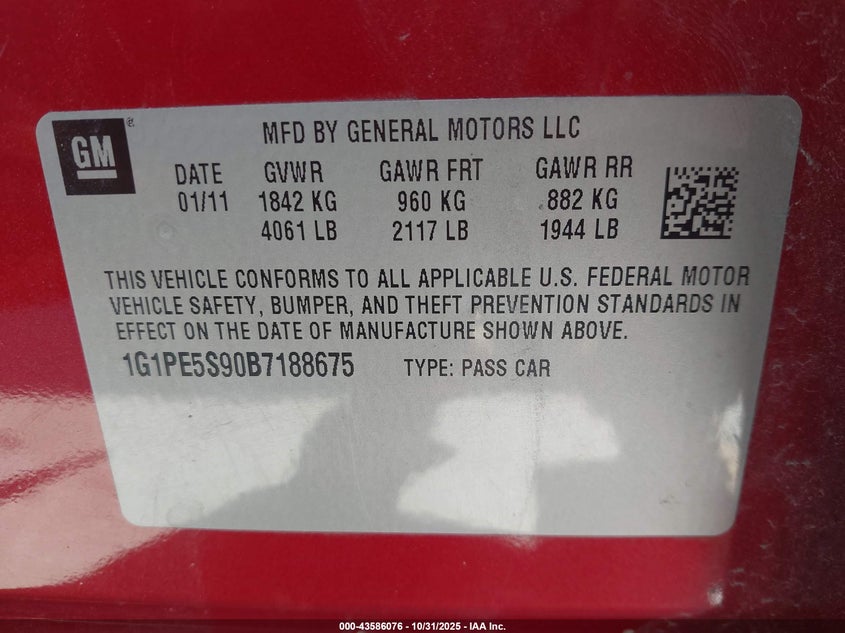 GM ®
MFD BY GENERAL MOTORS LLC
DATE GVWR GAWR FRT GAWR RR
01/11 1842 KG 960 KG 882 KG
4061 LB 2117 LB 1944 LB
THIS VEHICLE CONFORMS TO ALL APPLICABLE U.S. FEDERAL MOTOR
VEHICLE SAFETY, BUMPER, AND THEFT PREVENTION STANDARDS IN
EFFECT ON THE DATE OF MANUFACTURE SHOWN ABOVE.
1G1PE5S90B7188675 TYPE: PASS CAR
000-43586076 - 10/31/2025 - IAA Inc.